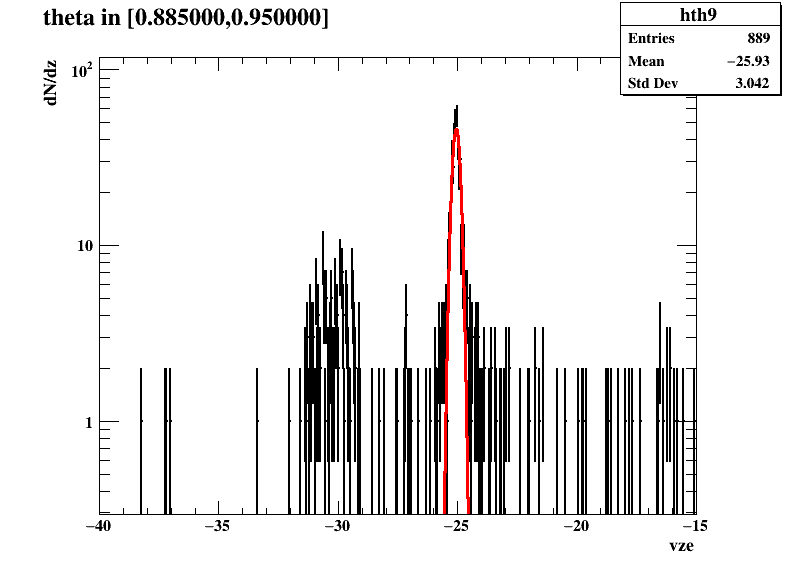 theta in [0.885000,0.950000]
hth9
Entries 889
Mean −25.93
Std Dev 3.042
dN/dz
10²
10
1
−40 −35 −30 −25 −20 −15
vze